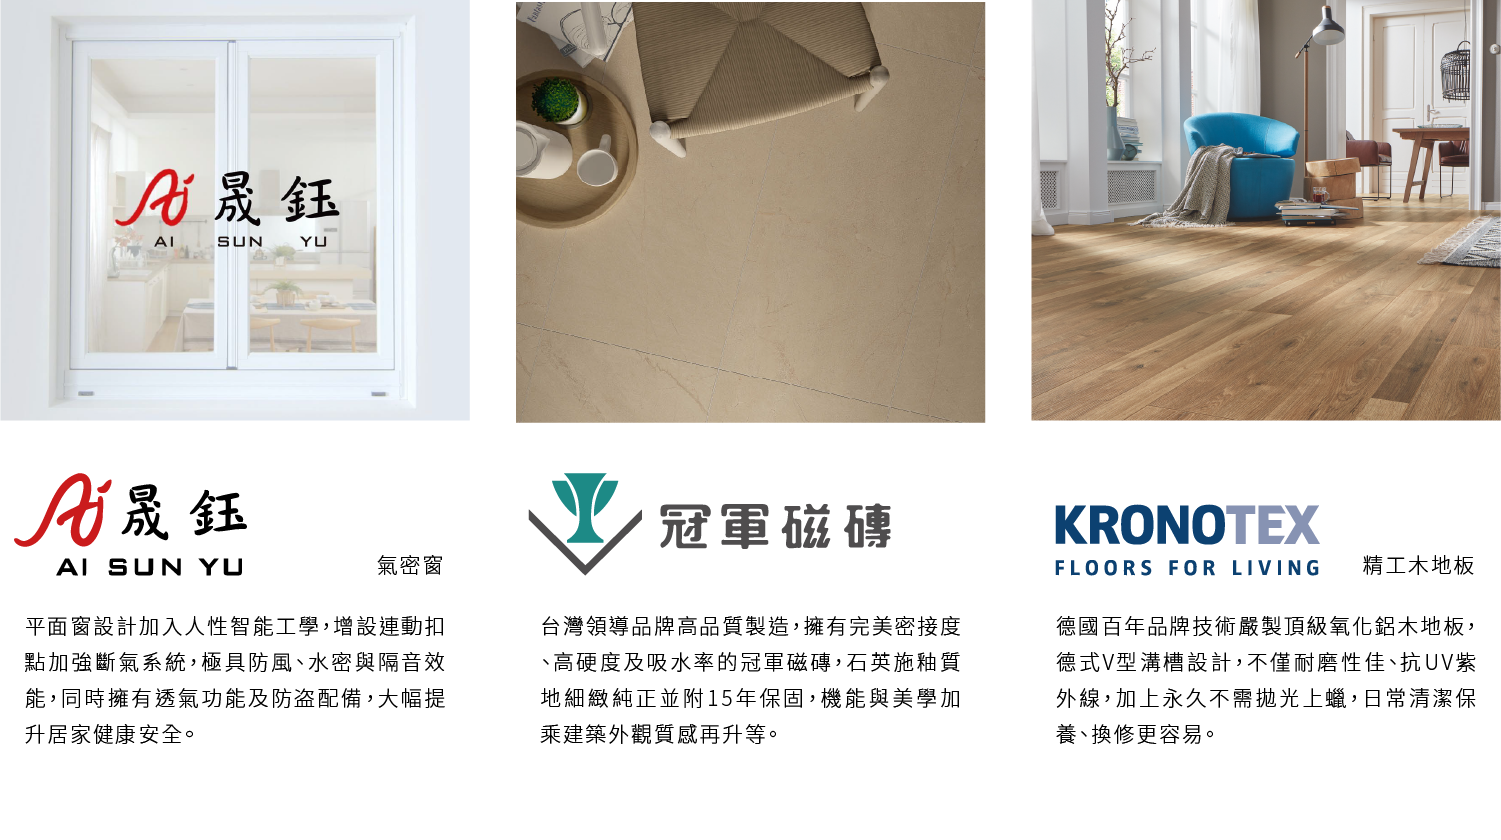 Ai 晟鈺
AI SUN YU
Ai 晟鈺
AI SUN YU
氣密窗
平面窗設計加入人性智能工學，增設連動扣
點加強斷氣系統，極具防風、水密與隔音效
能，同時擁有透氣功能及防盜配備，大幅提
升居家健康安全。
冠軍磁磚
台灣領導品牌高品質製造，擁有完美密接度
、高硬度及吸水率的冠軍磁磚，石英施釉質
地細緻純正並附15年保固，機能與美學加
乘建築外觀質感再升等。
KRONOTEX
FLOORS FOR LIVING
精工木地板
德國百年品牌技術嚴製頂級氧化鋁木地板，
德式V型溝槽設計，不僅耐磨性佳、抗UV紫
外線，加上永久不需拋光上蠟，日常清潔保
養、換修更容易。